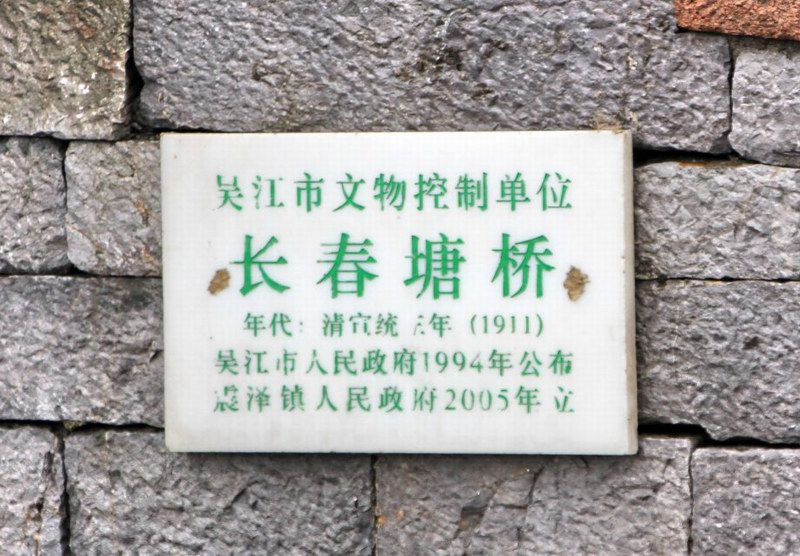 吴江市文物控制单位
长春塘桥
年代：清宣统三年（1911）
吴江市人民政府1994年公布
震泽镇人民政府2005年立